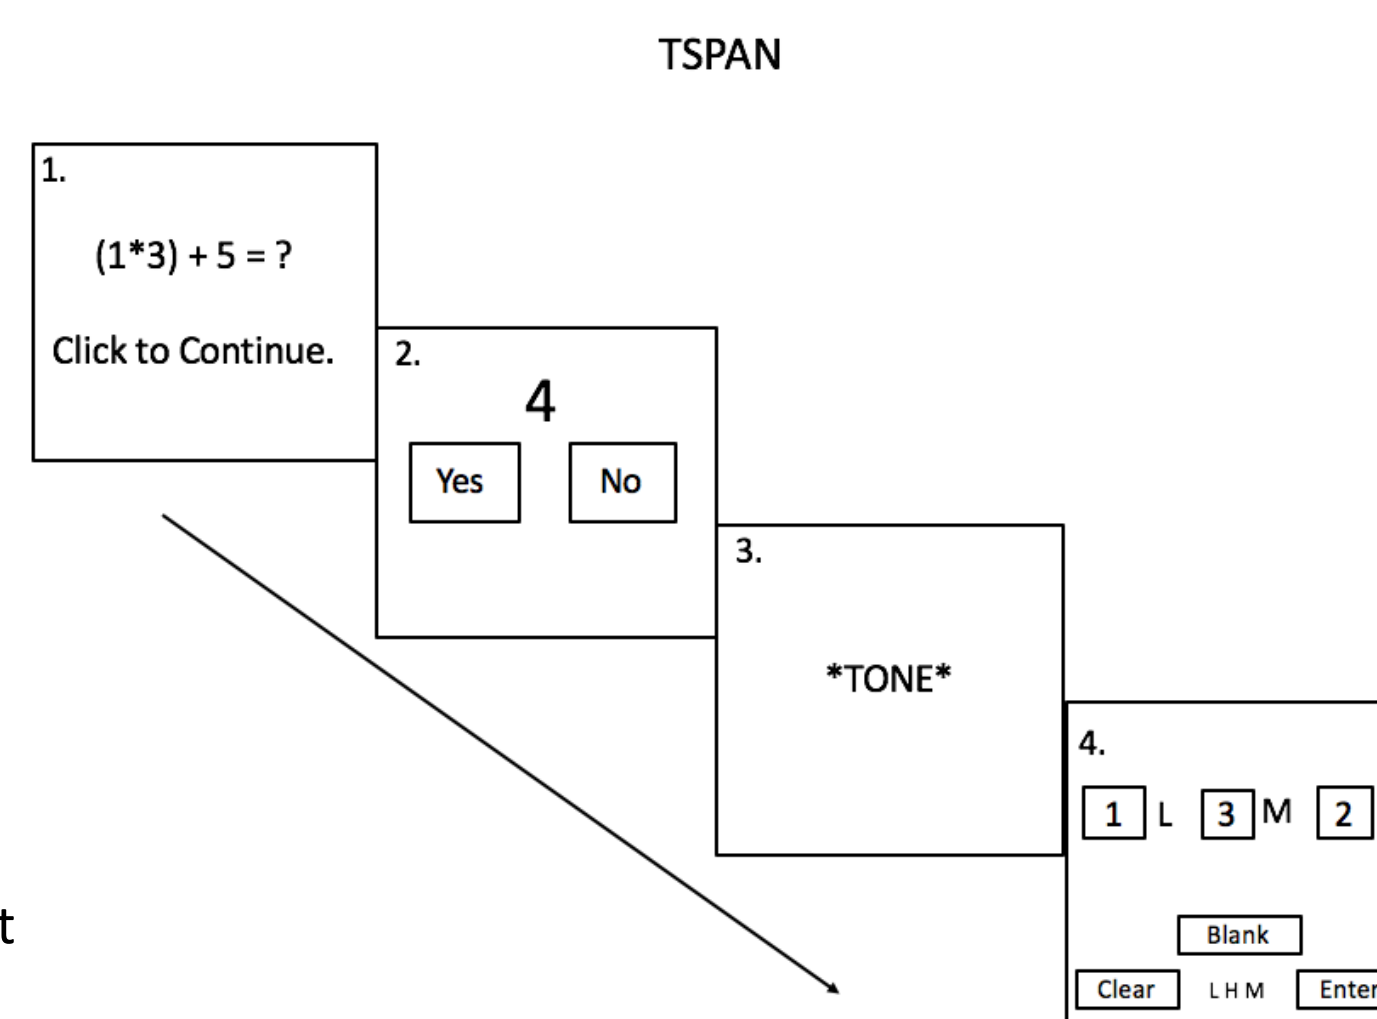 TSPAN
1.
(1*3) + 5 = ?
Click to Continue.
2.
4
Yes No
3.
*TONE*
4.
1 L 3 M 2
Blank
Clear L H M Enter
t